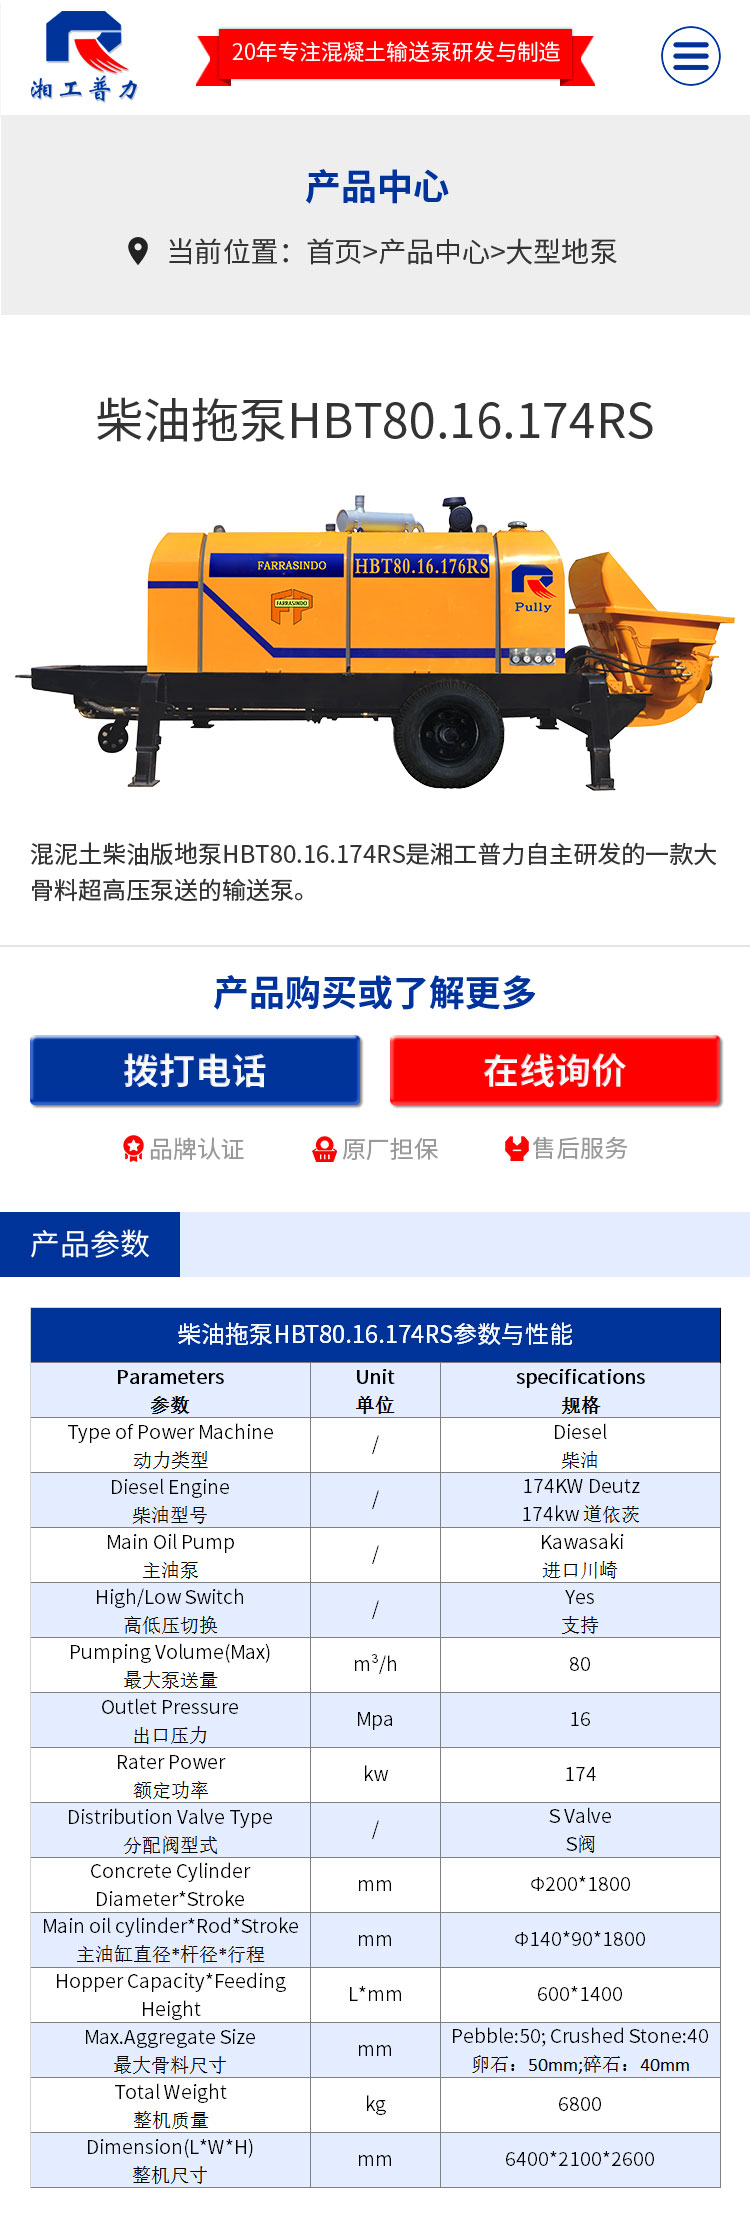 湘工普力
20年专注混凝土输送泵研发与制造
产品中心
当前位置：首页>产品中心>大型地泵
柴油拖泵HBT80.16.174RS
FARRASINDO
HBT80.16.176RS
FARRASINDO
Pully
混泥土柴油版地泵HBT80.16.174RS是湘工普力自主研发的一款大
骨料超高压泵送的输送泵。
产品购买或了解更多
拨打电话
在线询价
品牌认证
原厂担保
售后服务
产品参数
柴油拖泵HBT80.16.174RS参数与性能
Parameters Unit specifications
参数 单位 规格
Type of Power Machine / Diesel
动力类型 柴油
Diesel Engine / 174KW Deutz
柴油型号 174kw 道依茨
Main Oil Pump / Kawasaki
主油泵 进口川崎
High/Low Switch / Yes
高低压切换 支持
Pumping Volume(Max) m³/h 80
最大泵送量
Outlet Pressure Mpa 16
出口压力
Rater Power kw 174
额定功率
Distribution Valve Type / S Valve
分配阀型式 S阀
Concrete Cylinder mm Φ200*1800
Diameter*Stroke
Main oil cylinder*Rod*Stroke mm Φ140*90*1800
主油缸直径*杆径*行程
Hopper Capacity*Feeding L*mm 600*1400
Height
Max.Aggregate Size mm Pebble:50; Crushed Stone:40
最大骨料尺寸 卵石：50mm;碎石：40mm
Total Weight kg 6800
整机质量
Dimension(L*W*H) mm 6400*2100*2600
整机尺寸